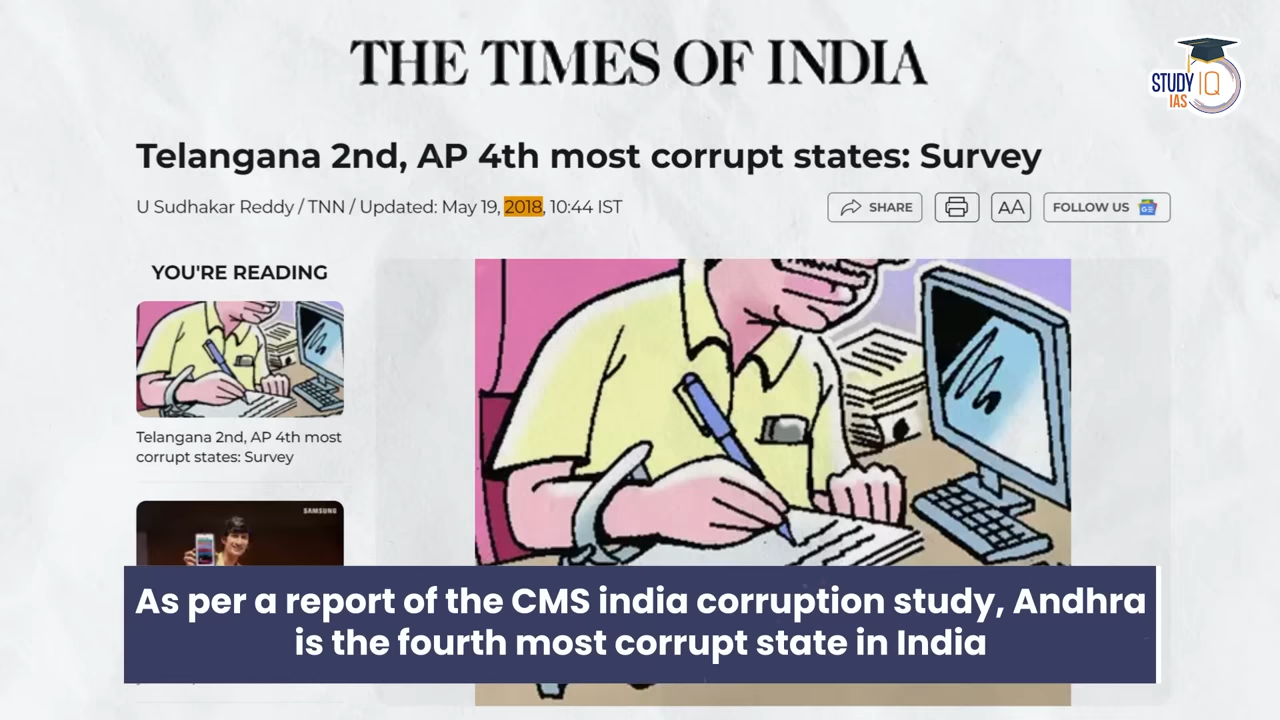 THE TIMES OF INDIA
STUDY IQ
IAS
Telangana 2nd, AP 4th most corrupt states: Survey
U Sudhakar Reddy / TNN / Updated: May 19, 2018, 10:44 IST
SHARE
AA
FOLLOW US
GE
YOU'RE READING
Telangana 2nd, AP 4th most
corrupt states: Survey
SAMSUNG
As per a report of the CMS india corruption study, Andhra
is the fourth most corrupt state in India